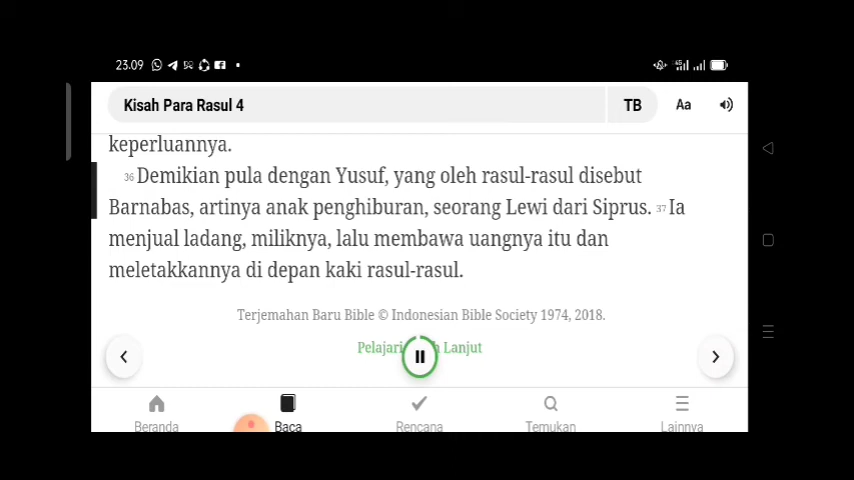 23.09
Kisah Para Rasul 4 TB Aa
keperluannya.
36 Demikian pula dengan Yusuf, yang oleh rasul-rasul disebut
Barnabas, artinya anak penghiburan, seorang Lewi dari Siprus. 37 Ia
menjual ladang, miliknya, lalu membawa uangnya itu dan
meletakkannya di depan kaki rasul-rasul.
Terjemahan Baru Bible © Indonesian Bible Society 1974, 2018.
Pelajari Lanjut
Beranda Baca Rencana Temukan Lainnya